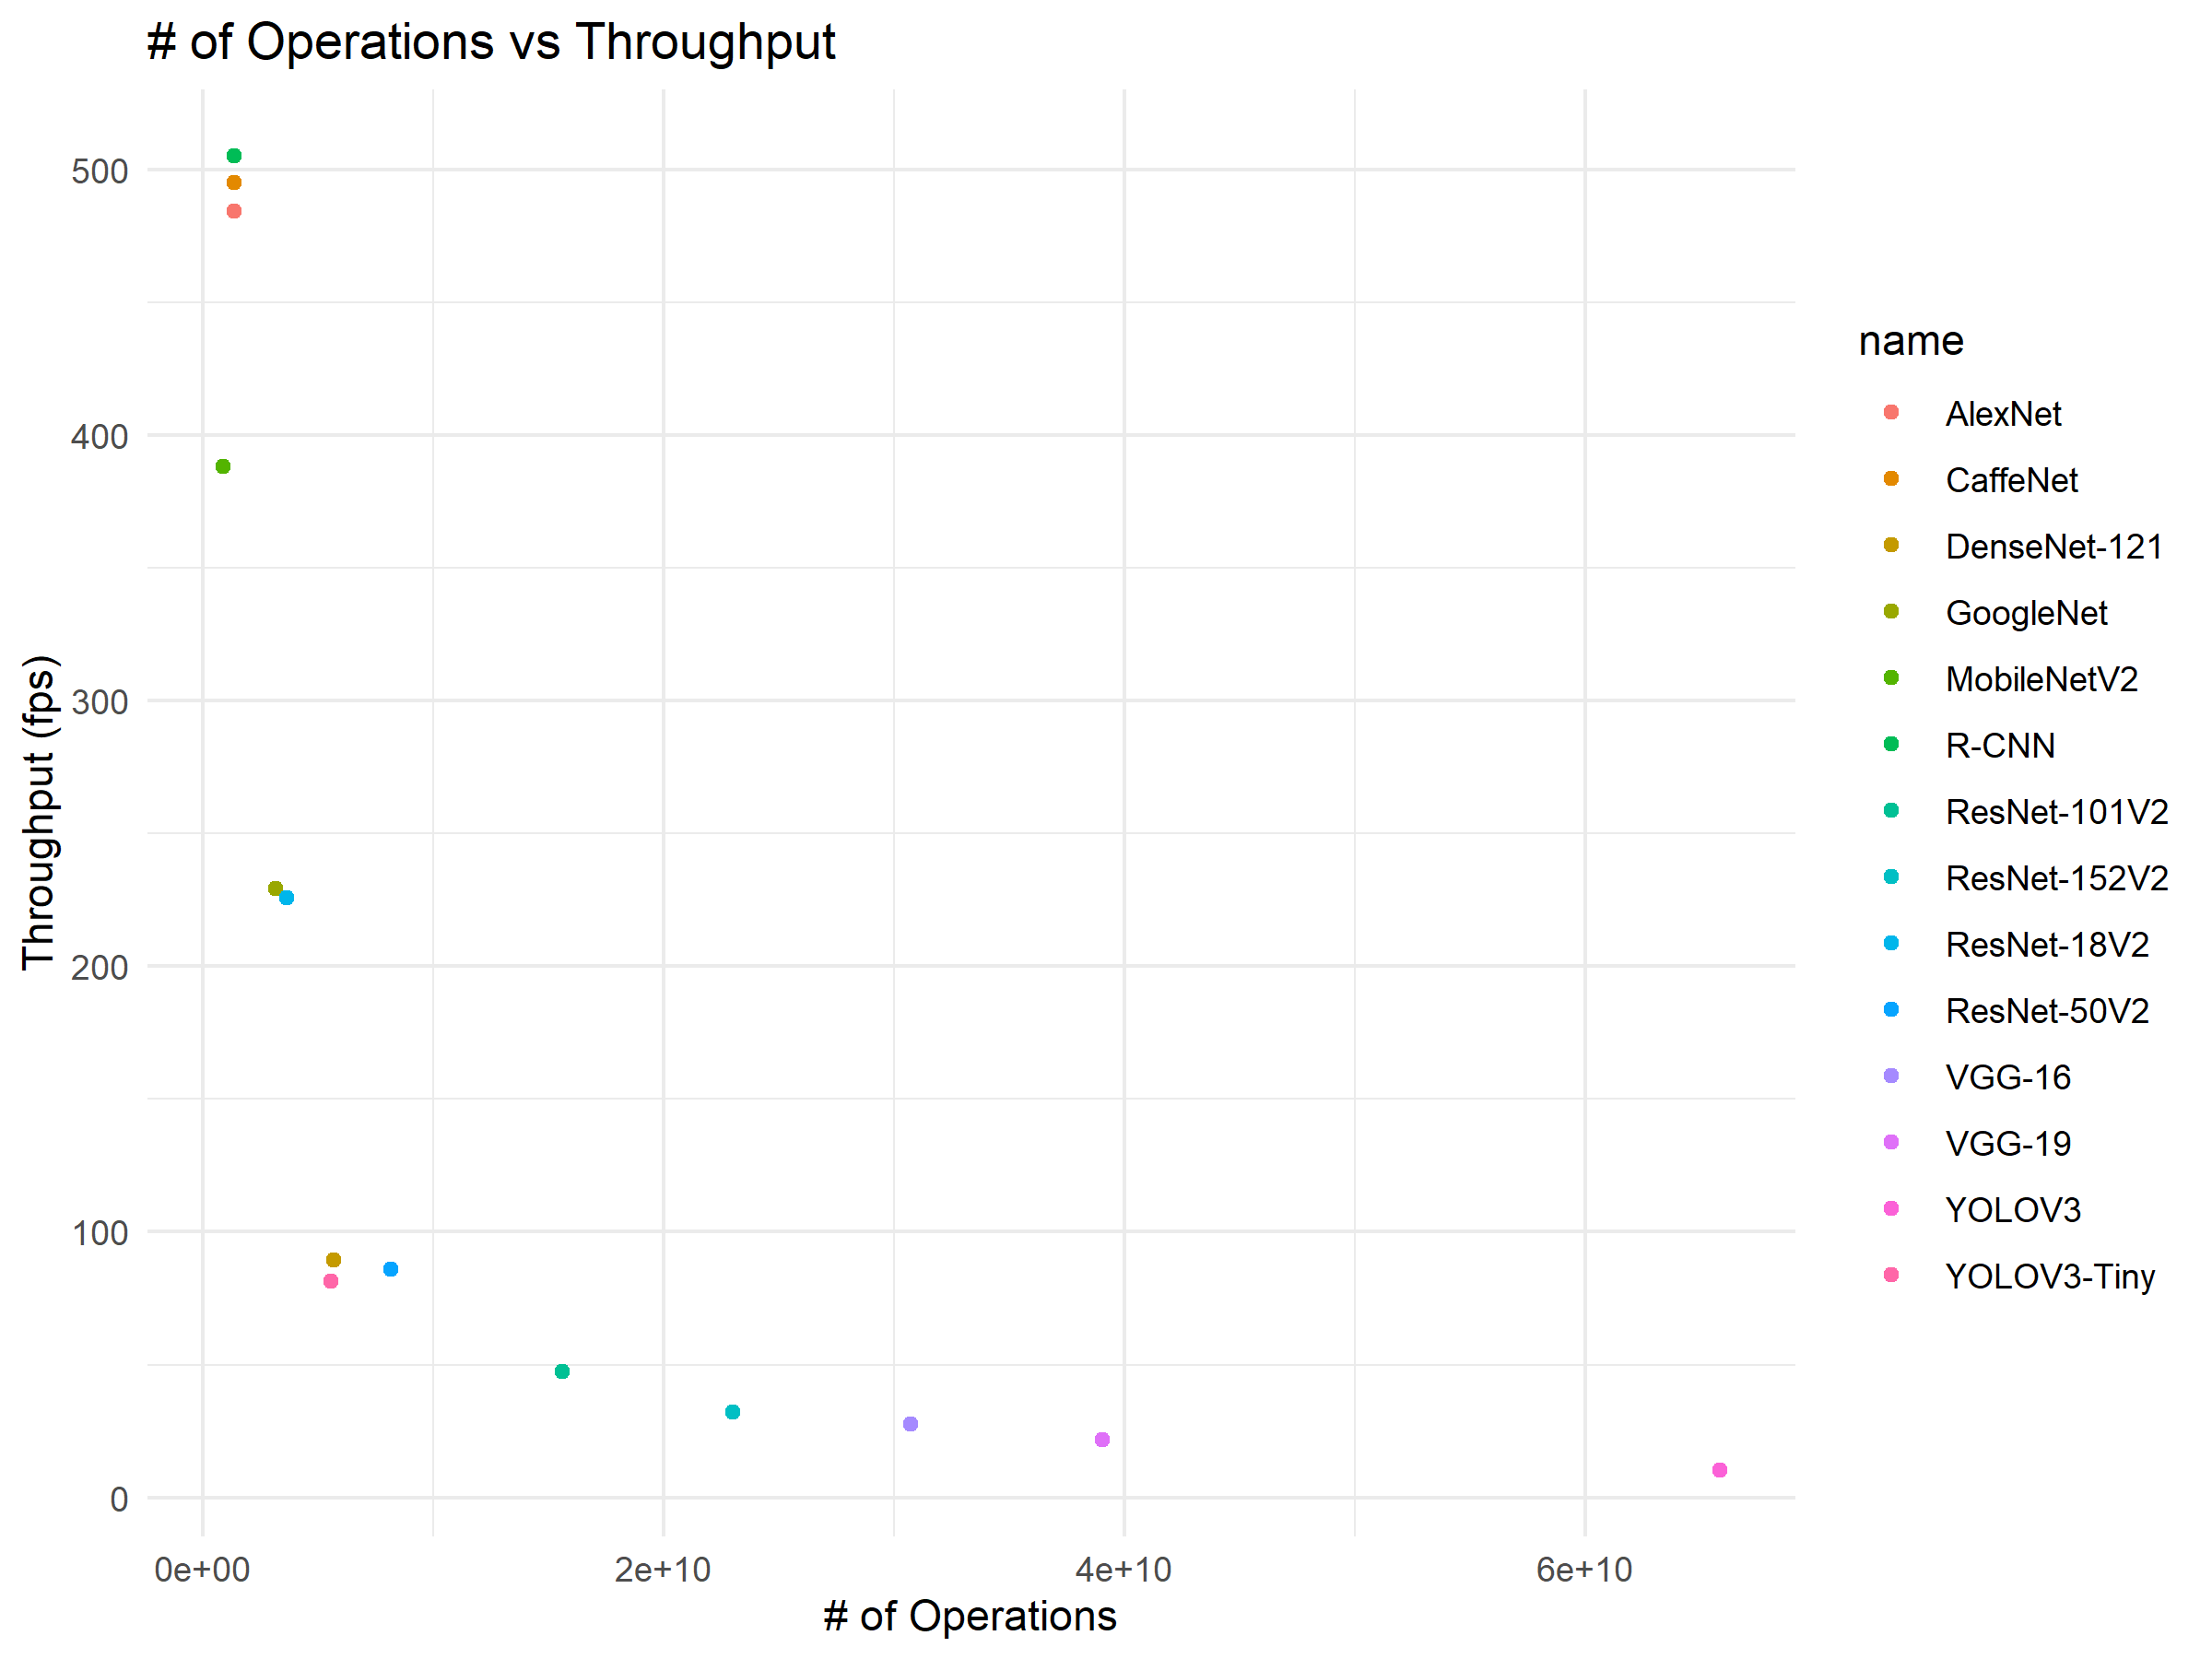 # of Operations vs Throughput
500
400
300
200
100
0
Throughput (fps)
0e+00 2e+10 4e+10 6e+10
# of Operations
name
AlexNet
CaffeNet
DenseNet-121
GoogleNet
MobileNetV2
R-CNN
ResNet-101V2
ResNet-152V2
ResNet-18V2
ResNet-50V2
VGG-16
VGG-19
YOLOV3
YOLOV3-Tiny